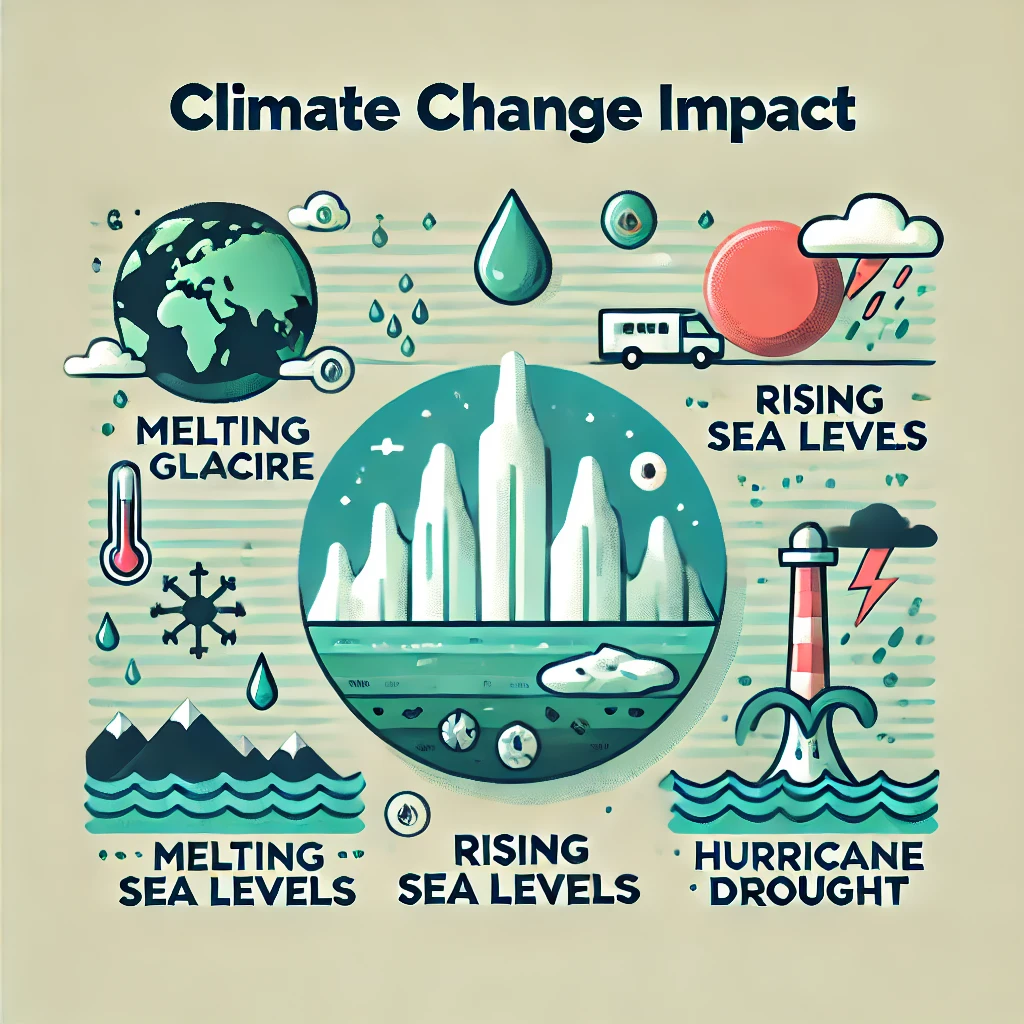 Climate Change Impact
MELTING
GLACIRE
RISING
SEA LEVES
MELTING
SEA LEVELS
RISING
SEA LEVELS
HURRICANE
DROUGHT